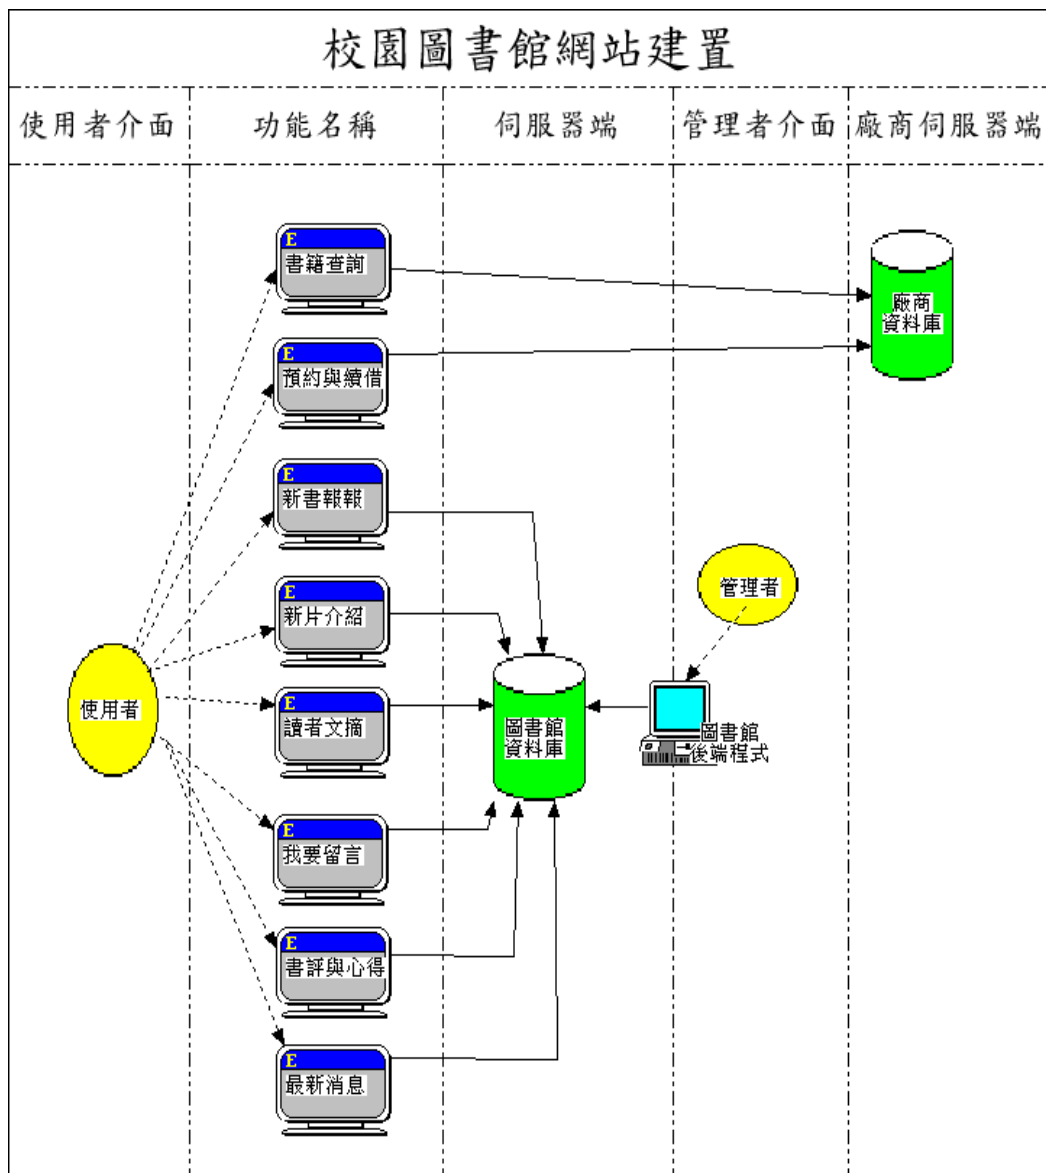 校園圖書館網站建置
使用者介面
功能名稱
伺服器端
管理者介面
廠商伺服器端
E
書籍查詢
廠商
資料庫
E
預約與續借
E
新書報報
E
新片介紹
管理者
使用者
E
讀者文摘
圖書館
資料庫
圖書館
後端程式
E
我要留言
E
書評與心得
E
最新消息